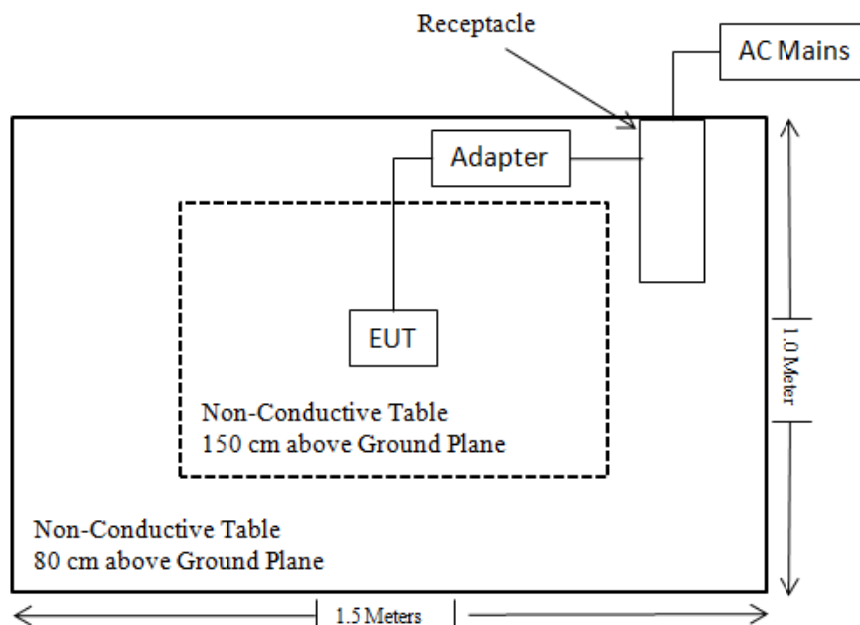 Receptacle
AC Mains
Adapter
EUT
Non-Conductive Table
150 cm above Ground Plane
1.0 Meter
Non-Conductive Table
80 cm above Ground Plane
1.5 Meters